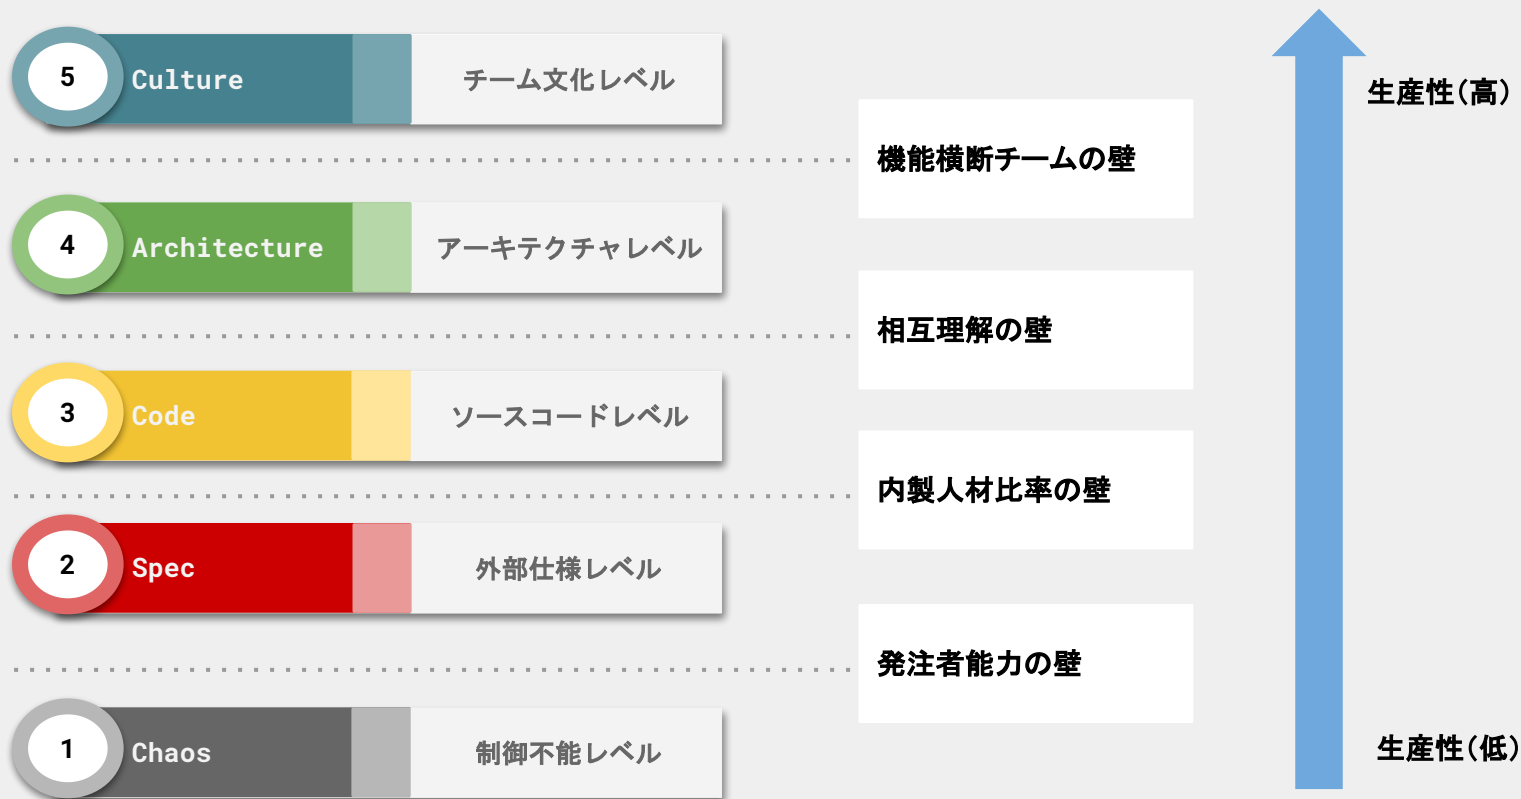 5
Culture
チーム文化レベル
生産性(高)
機能横断チームの壁
4
Architecture
アーキテクチャレベル
相互理解の壁
3
Code
ソースコードレベル
内製人材比率の壁
2
Spec
外部仕様レベル
発注者能力の壁
1
Chaos
制御不能レベル
生産性(低)